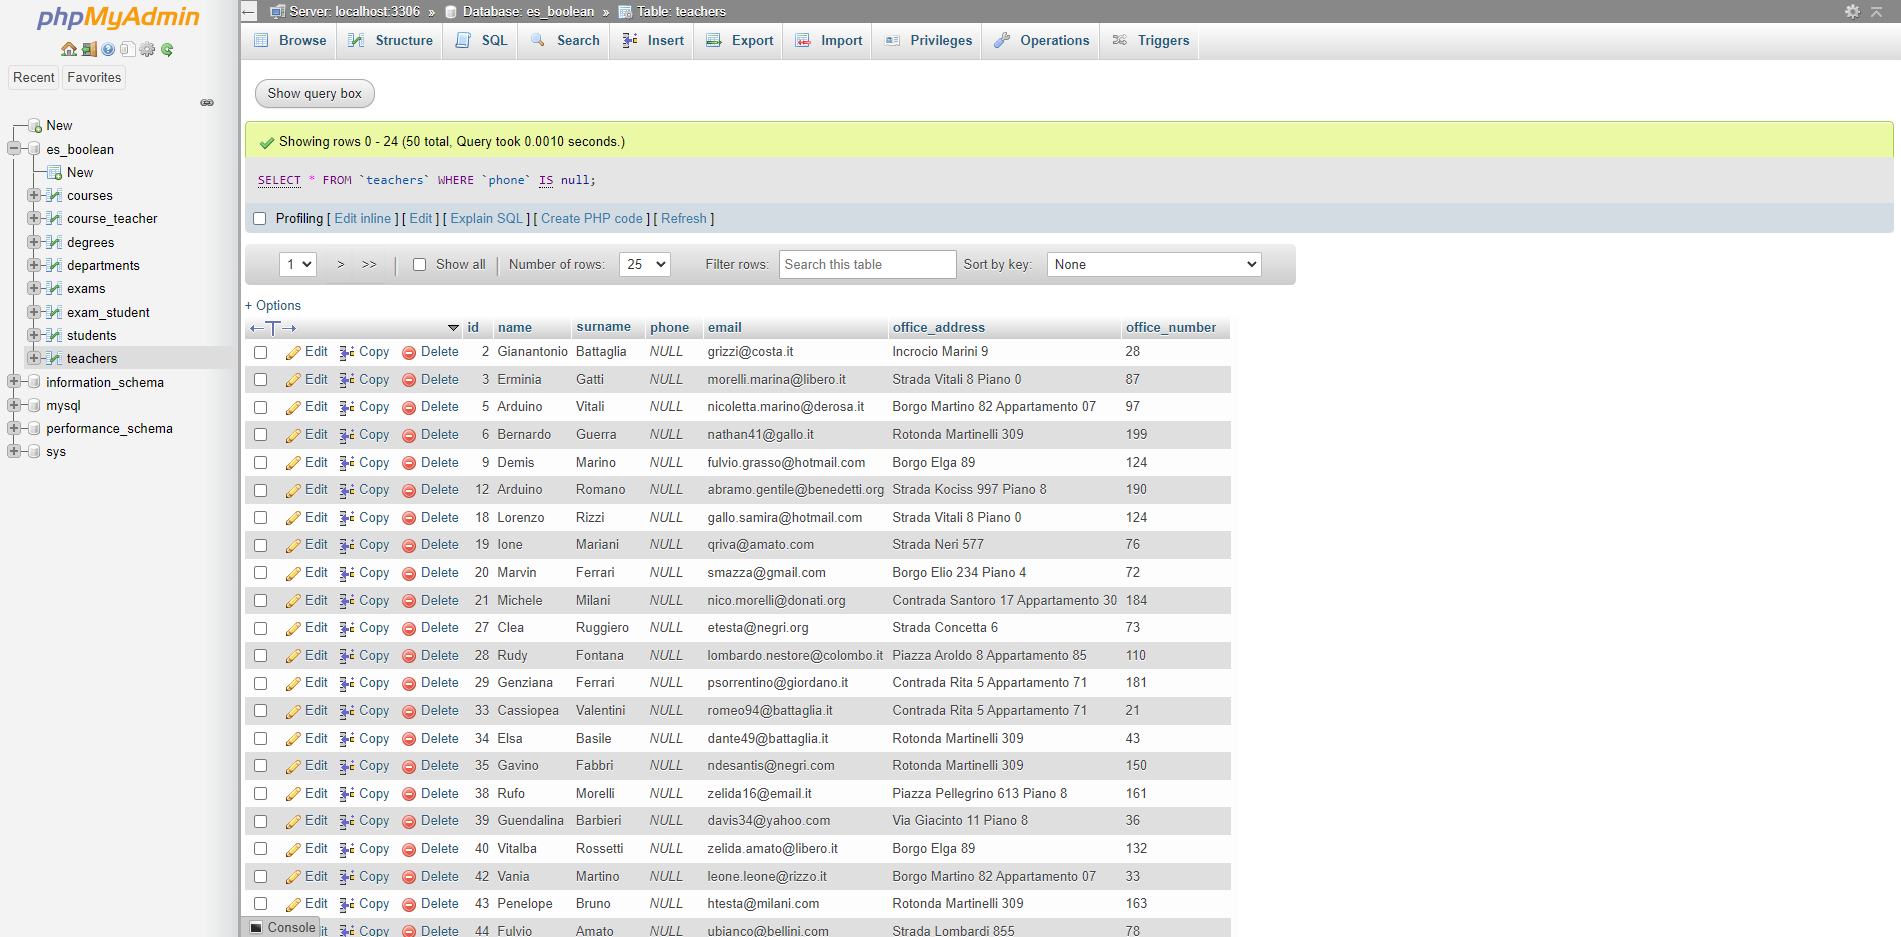 phpMyAdmin
Recent Favorites
New
es_boolean
New
courses
course_teacher
degrees
departments
exams
exam_student
students
teachers
information_schema
mysql
performance_schema
sys
Server: localhost:3306 » Database: es_boolean » Table: teachers
Browse Structure SQL Search Insert Export Import Privileges Operations Triggers
Show query box
Showing rows 0 - 24 (50 total, Query took 0.0010 seconds.)
SELECT * FROM `teachers` WHERE `phone` IS null;
Profiling [ Edit inline ] [ Edit ] [ Explain SQL ] [ Create PHP code ] [ Refresh ]
1 > >> | Show all | Number of rows: 25 Filter rows: Search this table Sort by key: None
+ Options
←T→ id name surname phone email office_address office_number
Edit Copy Delete 2 Gianantonio Battaglia NULL grizzi@costa.it Incrocio Marini 9 28
Edit Copy Delete 3 Erminia Gatti NULL morelli.marina@libero.it Strada Vitali 8 Piano 0 87
Edit Copy Delete 5 Arduino Vitali NULL nicoletta.marino@derosa.it Borgo Martino 82 Appartamento 07 97
Edit Copy Delete 6 Bernardo Guerra NULL nathan41@gallo.it Rotonda Martinelli 309 199
Edit Copy Delete 9 Demis Marino NULL fulvio.grasso@hotmail.com Borgo Elga 89 124
Edit Copy Delete 12 Arduino Romano NULL abramo.gentile@benedetti.org Strada Kociss 997 Piano 8 190
Edit Copy Delete 18 Lorenzo Rizzi NULL gallo.samira@hotmail.com Strada Vitali 8 Piano 0 124
Edit Copy Delete 19 Ione Mariani NULL qriva@amato.com Strada Neri 577 76
Edit Copy Delete 20 Marvin Ferrari NULL smazza@gmail.com Borgo Elio 234 Piano 4 72
Edit Copy Delete 21 Michele Milani NULL nico.morelli@donati.org Contrada Santoro 17 Appartamento 30 184
Edit Copy Delete 27 Clea Ruggiero NULL etesta@negri.org Strada Concetta 6 73
Edit Copy Delete 28 Rudy Fontana NULL lombardo.nestore@colombo.it Piazza Aroldo 8 Appartamento 85 110
Edit Copy Delete 29 Genziana Ferrari NULL psorrentino@giordano.it Contrada Rita 5 Appartamento 71 181
Edit Copy Delete 33 Cassiopea Valentini NULL romeo94@battaglia.it Contrada Rita 5 Appartamento 71 21
Edit Copy Delete 34 Elsa Basile NULL dante49@battaglia.it Rotonda Martinelli 309 43
Edit Copy Delete 35 Gavino Fabbri NULL ndesantis@negri.com Rotonda Martinelli 309 150
Edit Copy Delete 38 Rufo Morelli NULL zelida16@email.it Piazza Pellegrino 613 Piano 8 161
Edit Copy Delete 39 Guendalina Barbieri NULL davis34@yahoo.com Via Giacinto 11 Piano 8 36
Edit Copy Delete 40 Vitalba Rossetti NULL zelida.amato@libero.it Borgo Elga 89 132
Edit Copy Delete 42 Vania Martino NULL leone.leone@rizzo.it Borgo Martino 82 Appartamento 07 33
Edit Copy Delete 43 Penelope Bruno NULL htesta@milani.com Rotonda Martinelli 309 163
Console it Copy Delete 44 Fulvio Amato NULL ubianco@bellini.com Strada Lombardi 855 78